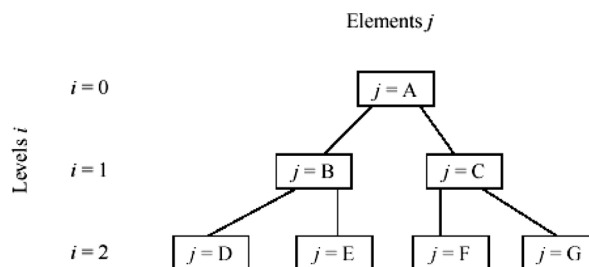 Elements j
Levels i
i = 0
j = A
i = 1
j = B
j = C
i = 2
j = D
j = E
j = F
j = G